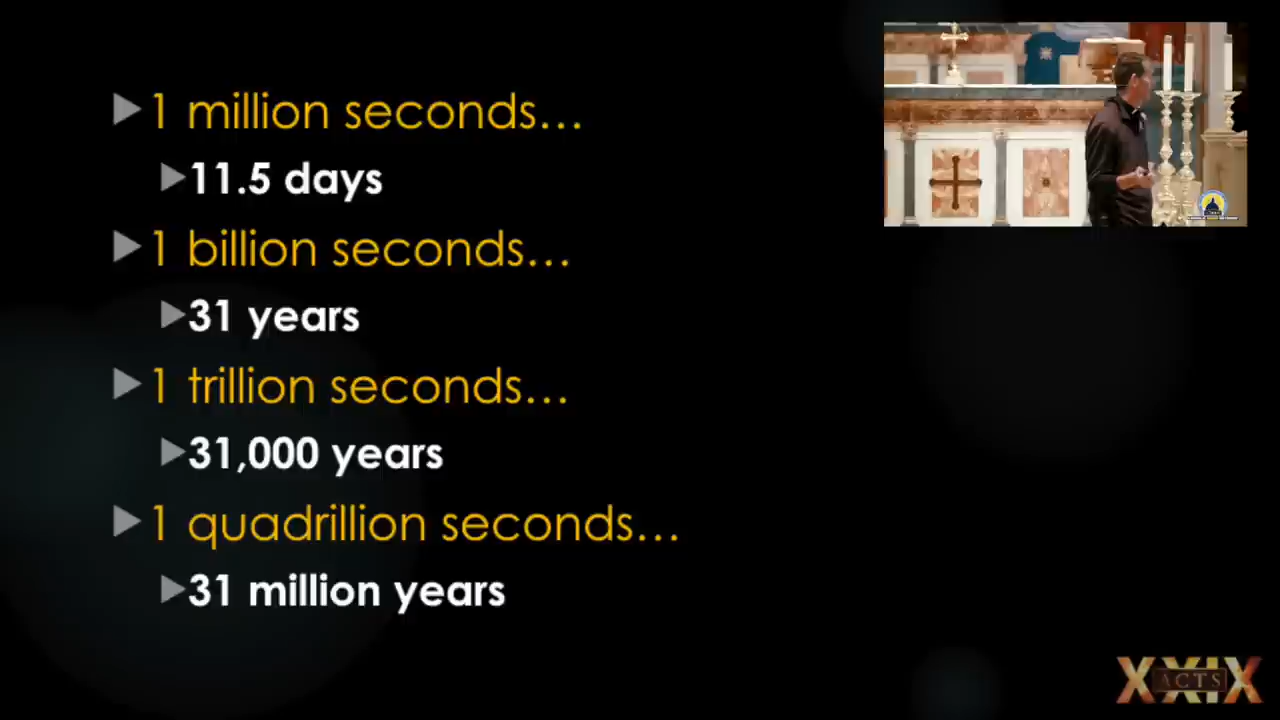 1 million seconds…
11.5 days
1 billion seconds…
31 years
1 trillion seconds…
31,000 years
1 quadrillion seconds…
31 million years
XXIX
ACTS